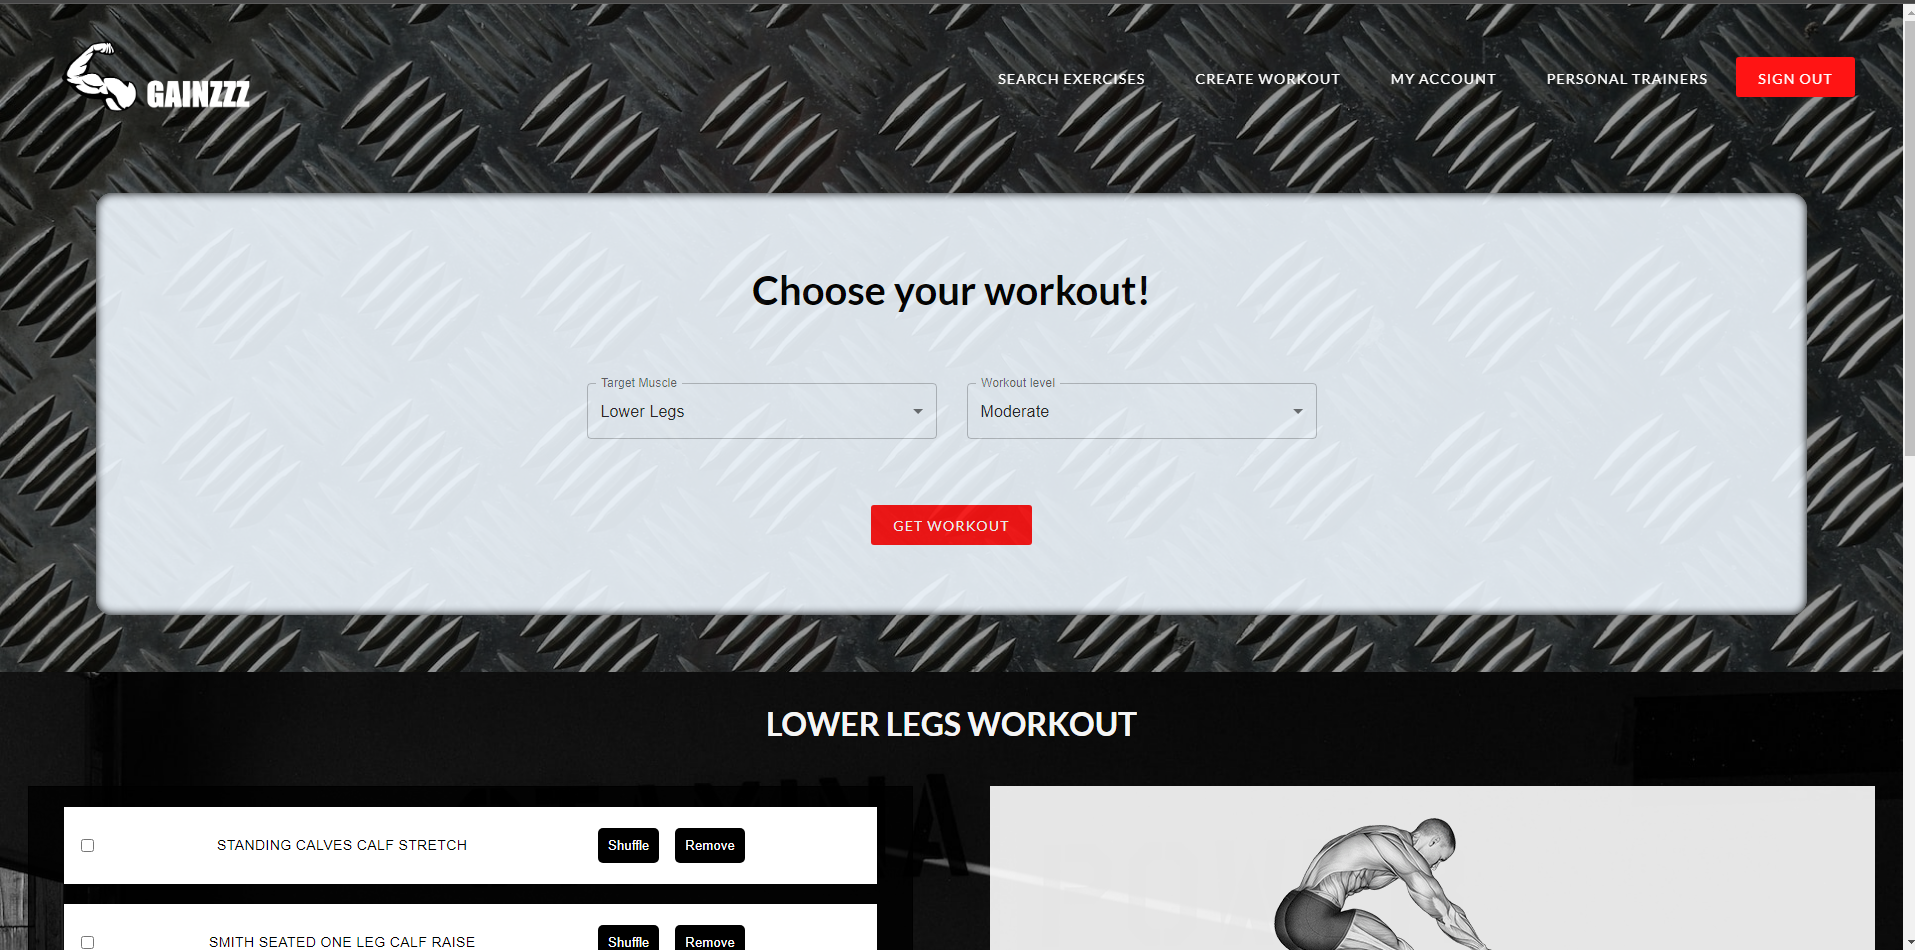 GAINZZZ
SEARCH EXERCISES
CREATE WORKOUT
MY ACCOUNT
PERSONAL TRAINERS
SIGN OUT
Choose your workout!
Target Muscle
Lower Legs
Workout level
Moderate
GET WORKOUT
LOWER LEGS WORKOUT
STANDING CALVES CALF STRETCH
Shuffle
Remove
SMITH SEATED ONE LEG CALF RAISE
Shuffle
Remove